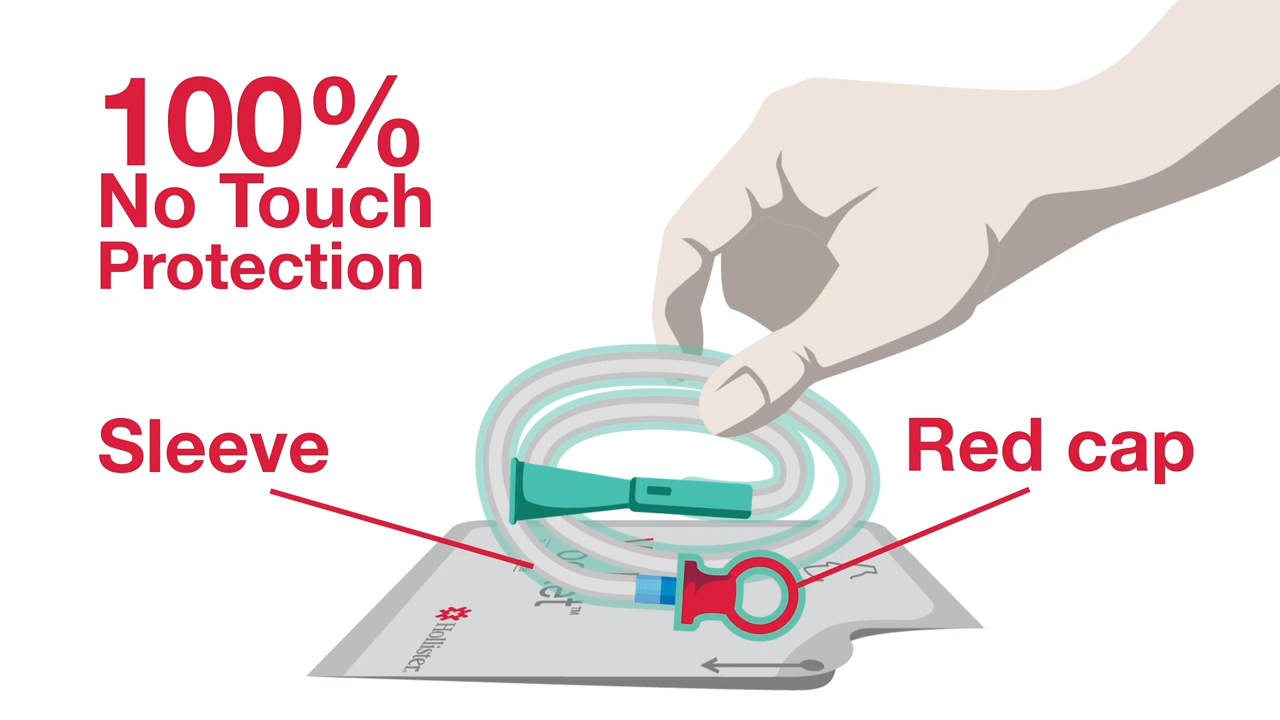 100%
No Touch
Protection
Sleeve
Red cap
Hollister